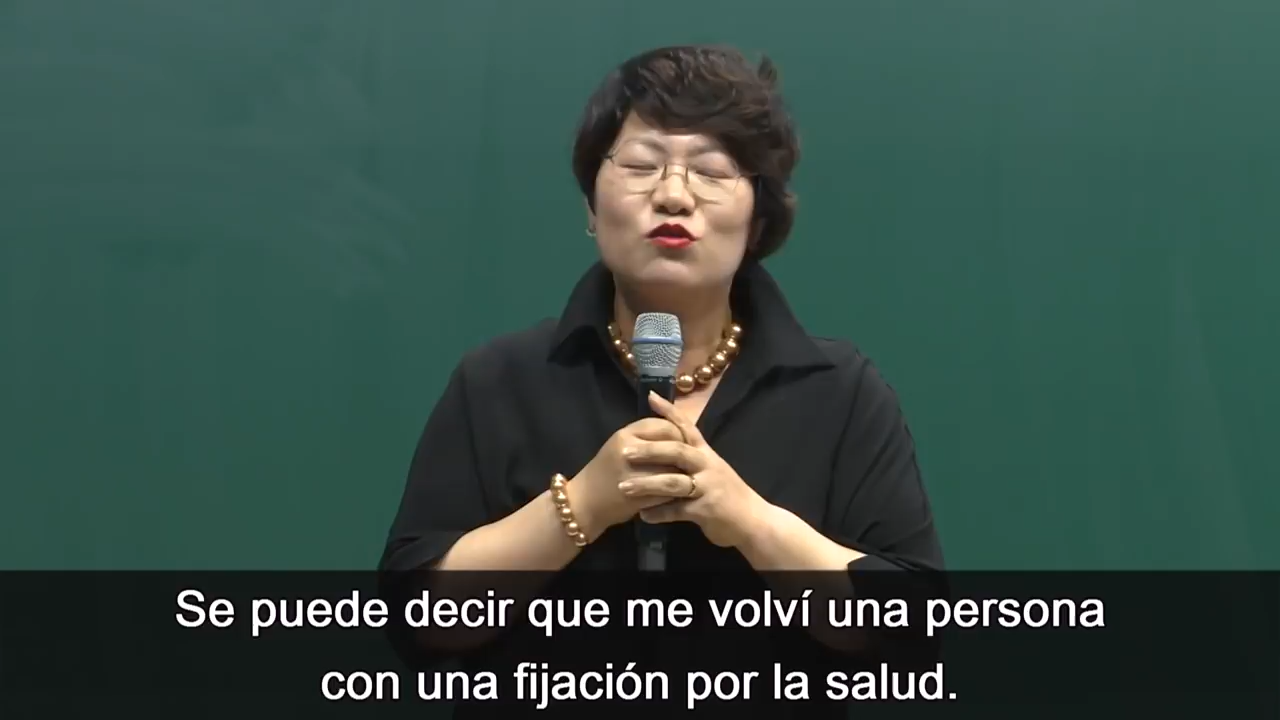 Se puede decir que me volví una persona
con una fijación por la salud.